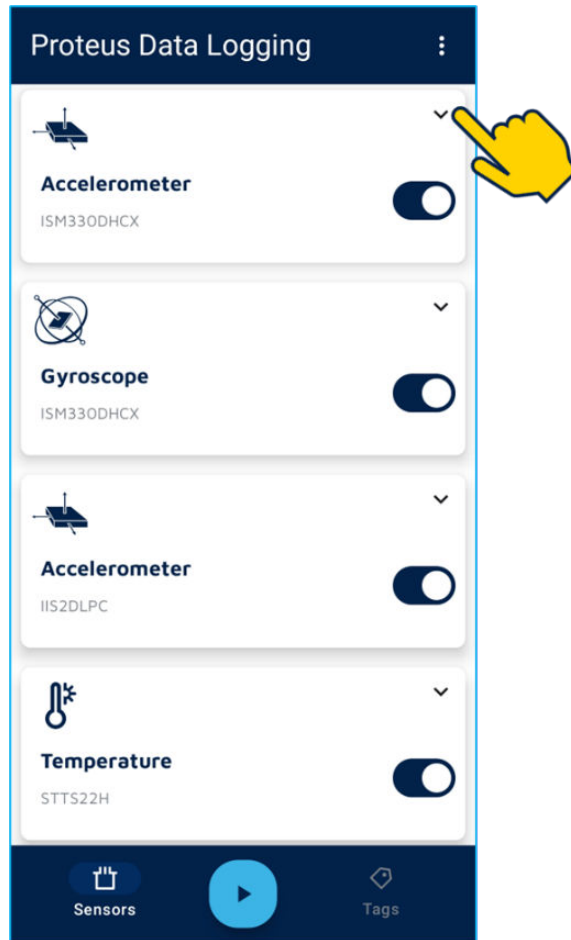 Proteus Data Logging
Accelerometer
ISM330DHCX
Gyroscope
ISM330DHCX
Accelerometer
IIS2DLPC
Temperature
STTS22H
Sensors
Tags